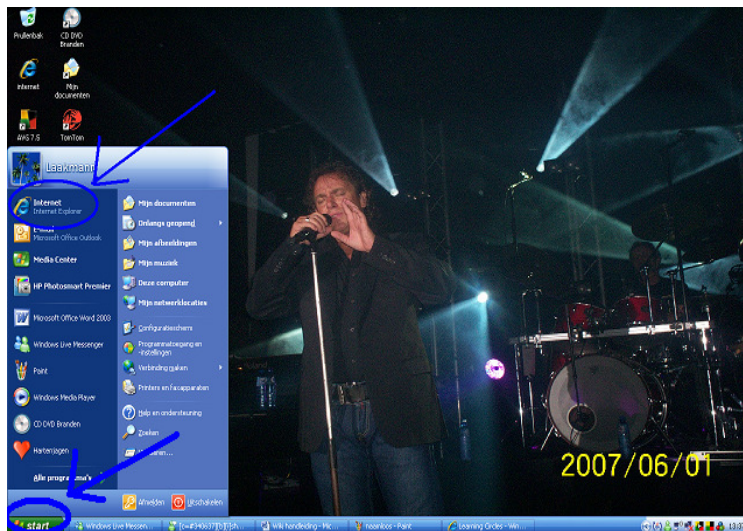 Prullenbak
CD DVD
Branden
Internet
Mijn
documenten
AVG 7.5
TomTom
Laakmann
Internet
Internet Explorer
E-mail
Microsoft Office Outlook
Media Center
HP Photosmart Premier
Microsoft Office Word 2003
Windows Live Messenger
Paint
Windows Media Player
CD DVD Branden
Hartenjagen
Alle programma's
Mijn documenten
Onlangs geopend
Mijn afbeeldingen
Mijn muziek
Deze computer
Mijn netwerklocaties
Configuratiescherm
Programmatoegang en
-instellingen
Verbinding maken
Printers en faxapparaten
Help en ondersteuning
Zoeken
Afmelden
Uitschakelen
2007/06/01
start
Windows Live Messen...
Wiki handleiding - Mic...
naamloos - Paint
Learning Circles - Win...